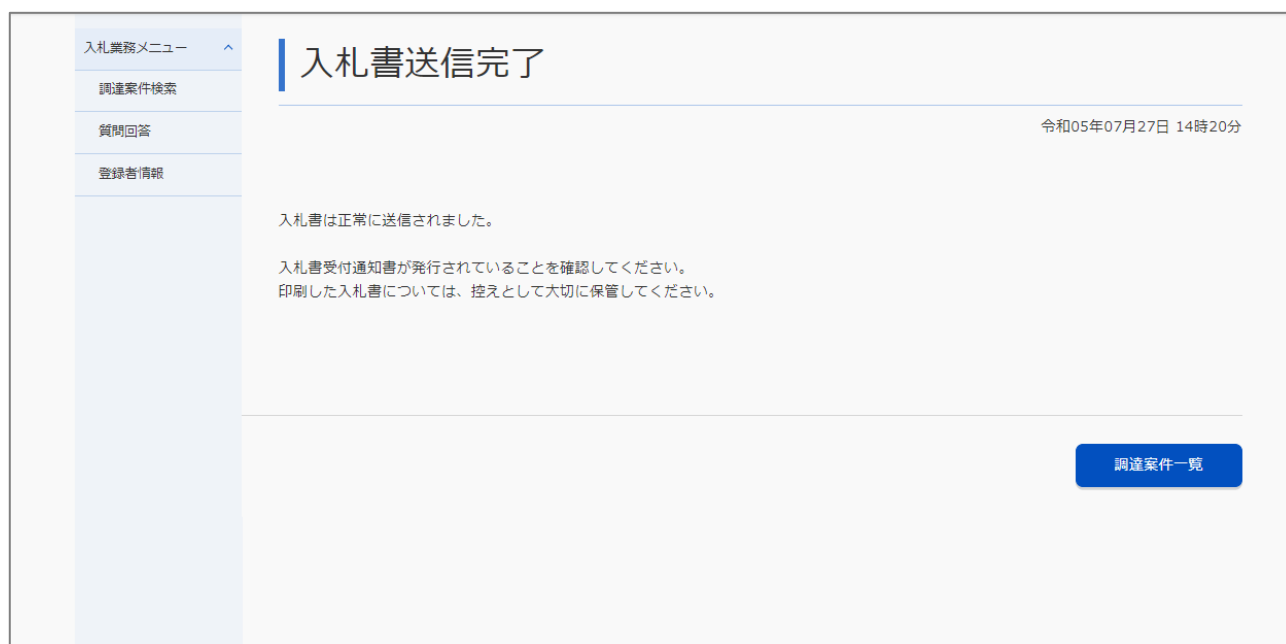 入札業務メニュー
調達案件検索
質問回答
登録者情報
入札書送信完了
令和05年07月27日 14時20分
入札書は正常に送信されました。
入札書受付通知書が発行されていることを確認してください。
印刷した入札書については、控えとして大切に保管してください。
調達案件一覧